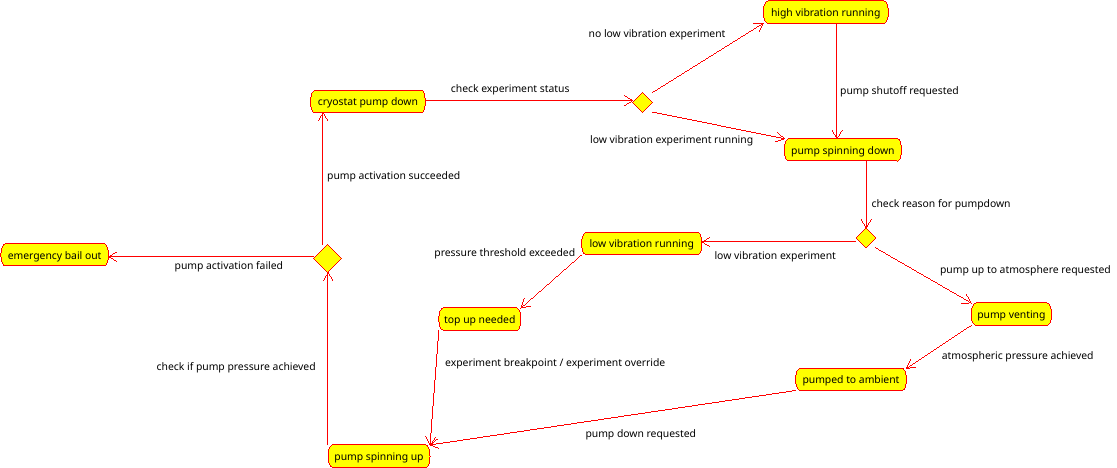 high vibration running
no low vibration experiment
check experiment status
pump shutoff requested
cryostat pump down
low vibration experiment running
pump spinning down
pump activation succeeded
check reason for pumpdown
low vibration running
pressure threshold exceeded
emergency bail out
low vibration experiment
pump activation failed
pump up to atmosphere requested
pump venting
top up needed
atmospheric pressure achieved
experiment breakpoint / experiment override
check if pump pressure achieved
pumped to ambient
pump down requested
pump spinning up